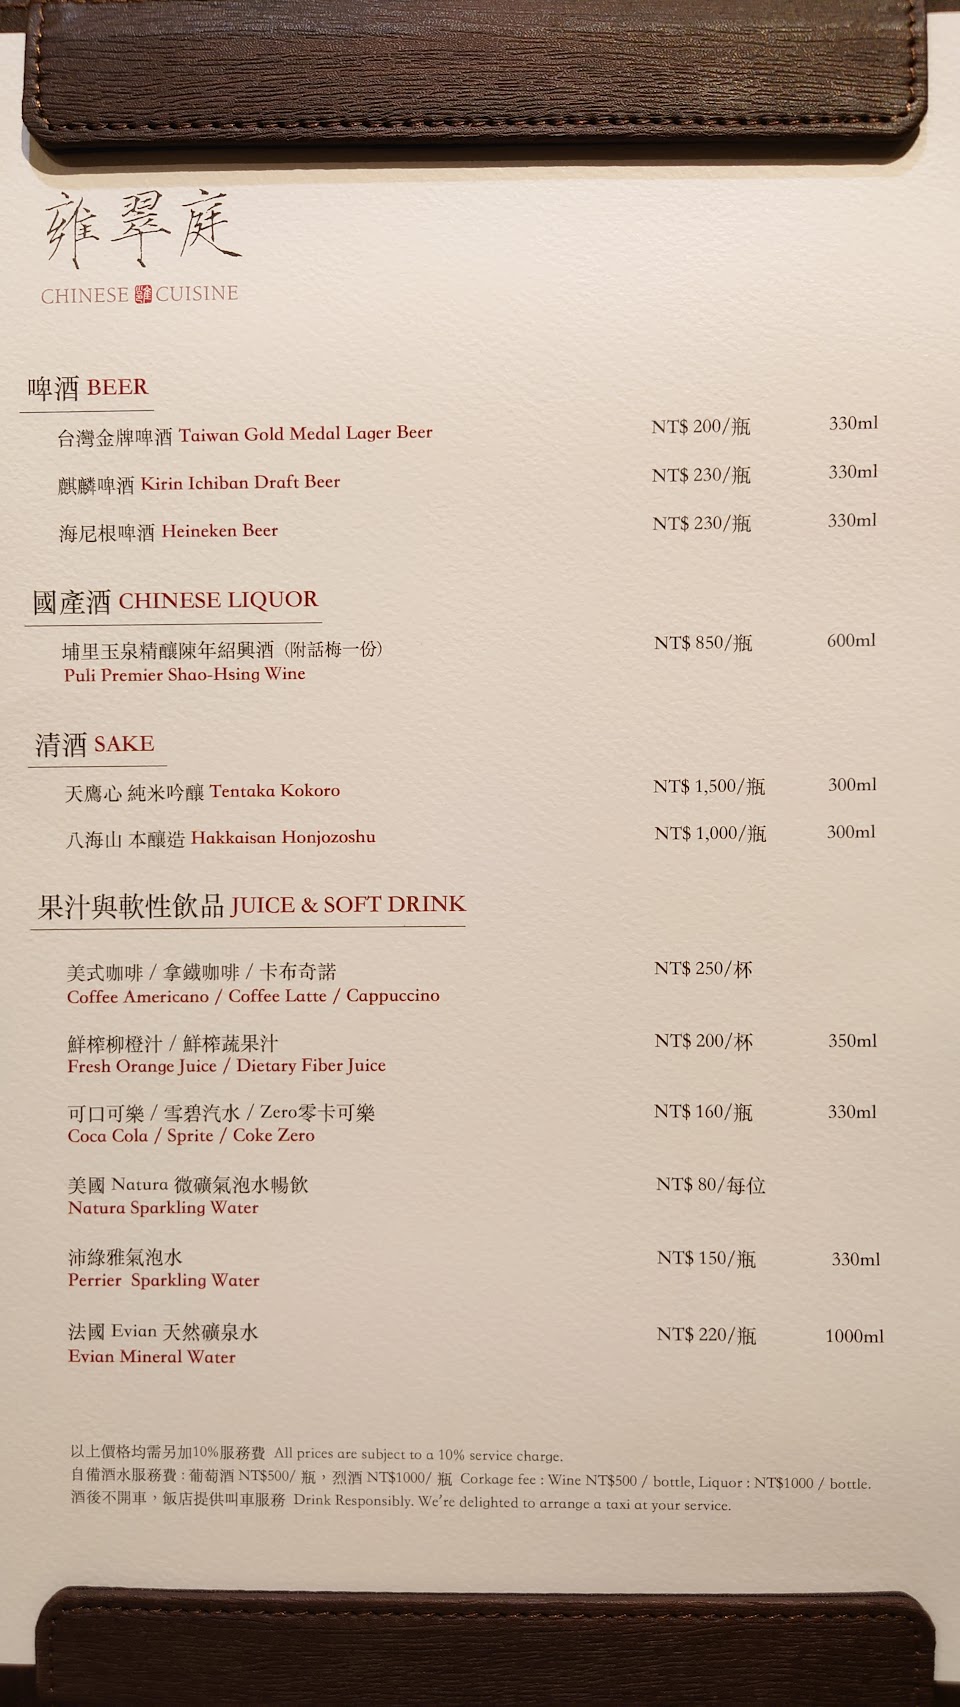 雍翠庭
CHINESE 雍 CUISINE
啤酒 BEER
台灣金牌啤酒 Taiwan Gold Medal Lager Beer NT$ 200/瓶 330ml
麒麟啤酒 Kirin Ichiban Draft Beer NT$ 230/瓶 330ml
海尼根啤酒 Heineken Beer NT$ 230/瓶 330ml
國產酒 CHINESE LIQUOR
埔里玉泉精釀陳年紹興酒 (附話梅一份) NT$ 850/瓶 600ml
Puli Premier Shao-Hsing Wine
清酒 SAKE
天鷹心 純米吟釀 Tentaka Kokoro NT$ 1,500/瓶 300ml
八海山 本釀造 Hakkaisan Honjozoshu NT$ 1,000/瓶 300ml
果汁與軟性飲品 JUICE & SOFT DRINK
美式咖啡 / 拿鐵咖啡 / 卡布奇諾 NT$ 250/杯
Coffee Americano / Coffee Latte / Cappuccino
鮮榨柳橙汁 / 鮮榨蔬果汁 NT$ 200/杯 350ml
Fresh Orange Juice / Dietary Fiber Juice
可口可樂 / 雪碧汽水 / Zero零卡可樂 NT$ 160/瓶 330ml
Coca Cola / Sprite / Coke Zero
美國 Natura 微礦氣泡水暢飲 NT$ 80/每位
Natura Sparkling Water
沛綠雅氣泡水 NT$ 150/瓶 330ml
Perrier Sparkling Water
法國 Evian 天然礦泉水 NT$ 220/瓶 1000ml
Evian Mineral Water
以上價格均需另加10%服務費 All prices are subject to a 10% service charge.
自備酒水服務費 : 葡萄酒 NT$500/ 瓶，烈酒 NT$1000/ 瓶 Corkage fee : Wine NT$500 / bottle, Liquor : NT$1000 / bottle.
酒後不開車，飯店提供叫車服務 Drink Responsibly. We're delighted to arrange a taxi at your service.